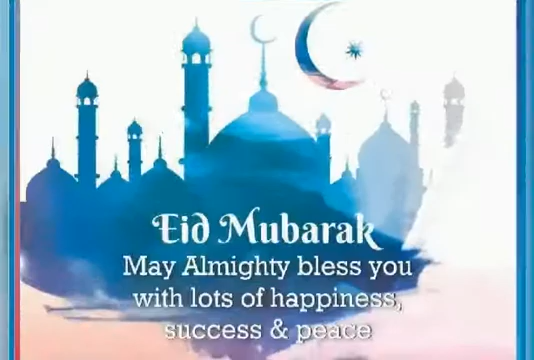 Eid Mubarak
May Almighty bless you
with lots of happiness,
success & peace